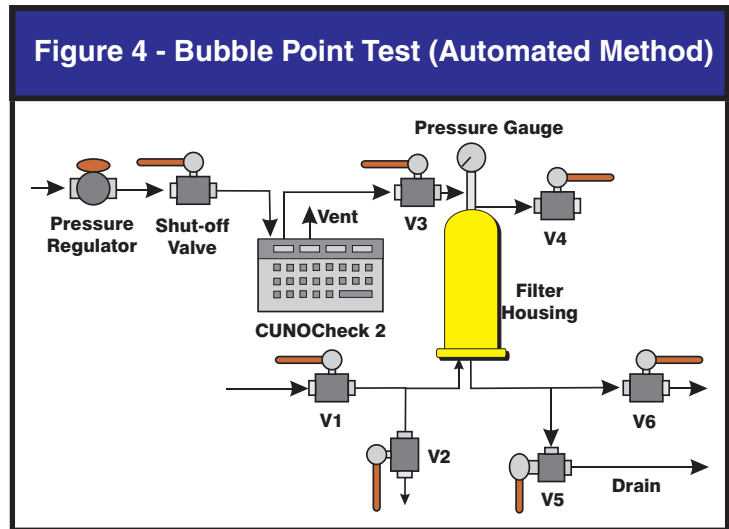 Figure 4 - Bubble Point Test (Automated Method)
Pressure Gauge
Pressure
Regulator
Shut-off
Valve
Vent
V3
V4
CUNOCheck 2
Filter
Housing
V1
V2
V6
V5
Drain